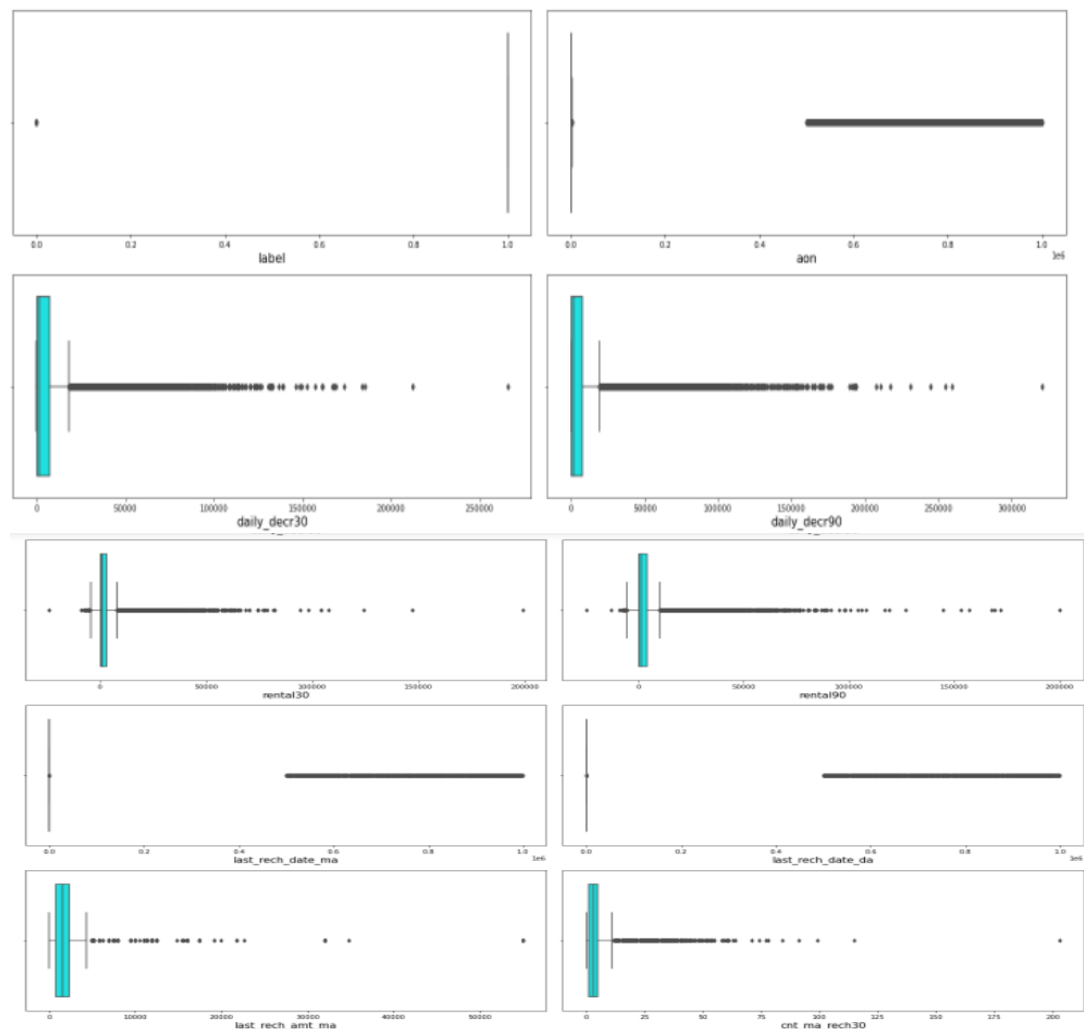 0.0 0.2 0.4 0.6 0.8 1.0
label
0.0 0.2 0.4 0.6 0.8 1.0
1e6
aon
0 50000 100000 150000 200000 250000
daily_decr30
0 50000 100000 150000 200000 250000 300000
daily_decr90
0 50000 100000 150000 200000
rental30
0 50000 100000 150000 200000
rental90
0.0 0.2 0.4 0.6 0.8 1.0
1e6
last_rech_date_ma
0.0 0.2 0.4 0.6 0.8 1.0
1e6
last_rech_date_da
0 10000 20000 30000 40000 50000
last_rech_amt_ma
0 25 50 75 100 125 150 175 200
cnt_ma_rech30